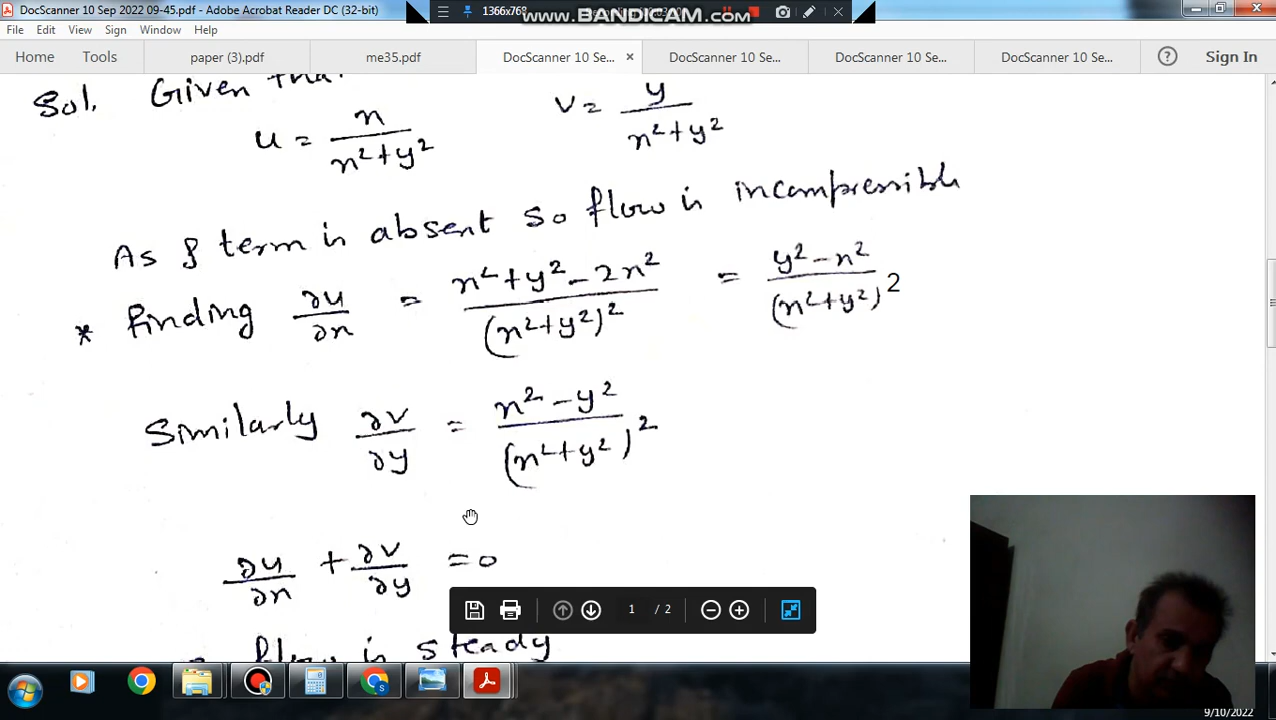 DocScanner 10 Sep 2022 09-45.pdf - Adobe Acrobat Reader DC (32-bit)
1366x768
www.BANDICAM.com
File Edit View Sign Window Help
Home Tools paper (3).pdf me35.pdf DocScanner 10 Se... × DocScanner 10 Se... DocScanner 10 Se... DocScanner 10 Se... Sign In
Sol. Given that
u = x / (x² + y²) v = y / (x² + y²)
As ρ term is absent so flow is incompressible
* Finding ∂u/∂x = (x² + y² - 2x²) / (x² + y²)² = (y² - x²) / (x² + y²)²
Similarly ∂v/∂y = (x² - y²) / (x² + y²)²
∂u/∂x + ∂v/∂y = 0
flow is steady
1 / 2
9/10/2022